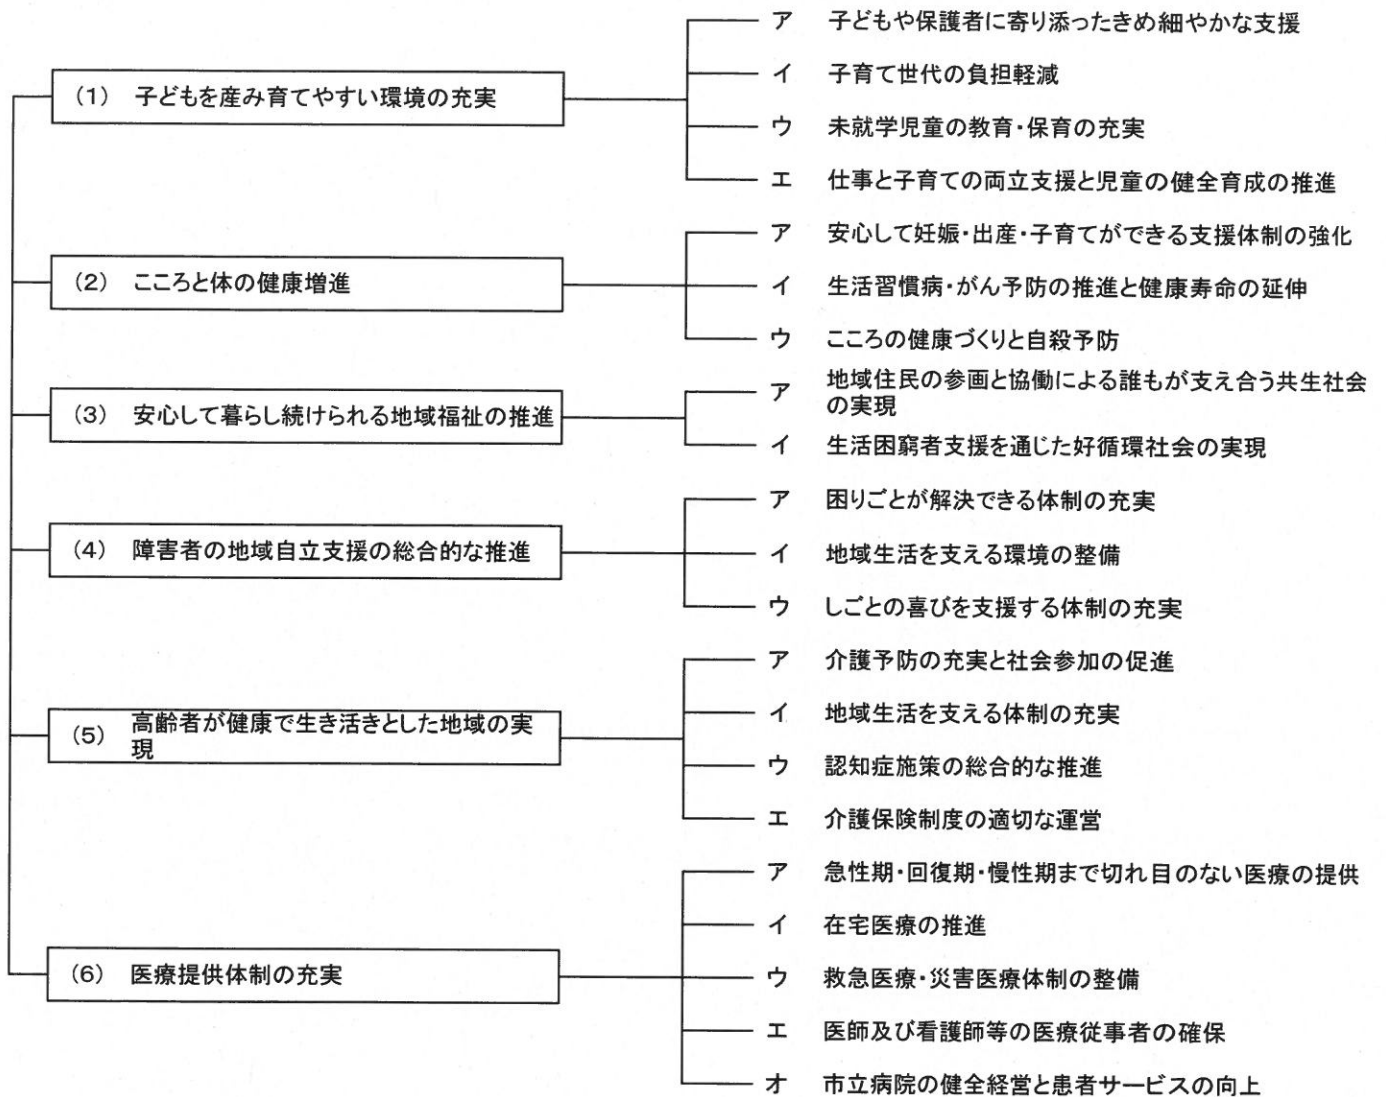 (1) 子どもを産み育てやすい環境の充実
ア 子どもや保護者に寄り添ったきめ細やかな支援
イ 子育て世代の負担軽減
ウ 未就学児童の教育・保育の充実
エ 仕事と子育ての両立支援と児童の健全育成の推進
(2) こころと体の健康増進
ア 安心して妊娠・出産・子育てができる支援体制の強化
イ 生活習慣病・がん予防の推進と健康寿命の延伸
ウ こころの健康づくりと自殺予防
(3) 安心して暮らし続けられる地域福祉の推進
ア 地域住民の参画と協働による誰もが支え合う共生社会
の実現
イ 生活困窮者支援を通じた好循環社会の実現
(4) 障害者の地域自立支援の総合的な推進
ア 困りごとが解決できる体制の充実
イ 地域生活を支える環境の整備
ウ しごとの喜びを支援する体制の充実
(5) 高齢者が健康で生き活きとした地域の実
現
ア 介護予防の充実と社会参加の促進
イ 地域生活を支える体制の充実
ウ 認知症施策の総合的な推進
エ 介護保険制度の適切な運営
(6) 医療提供体制の充実
ア 急性期・回復期・慢性期まで切れ目のない医療の提供
イ 在宅医療の推進
ウ 救急医療・災害医療体制の整備
エ 医師及び看護師等の医療従事者の確保
オ 市立病院の健全経営と患者サービスの向上